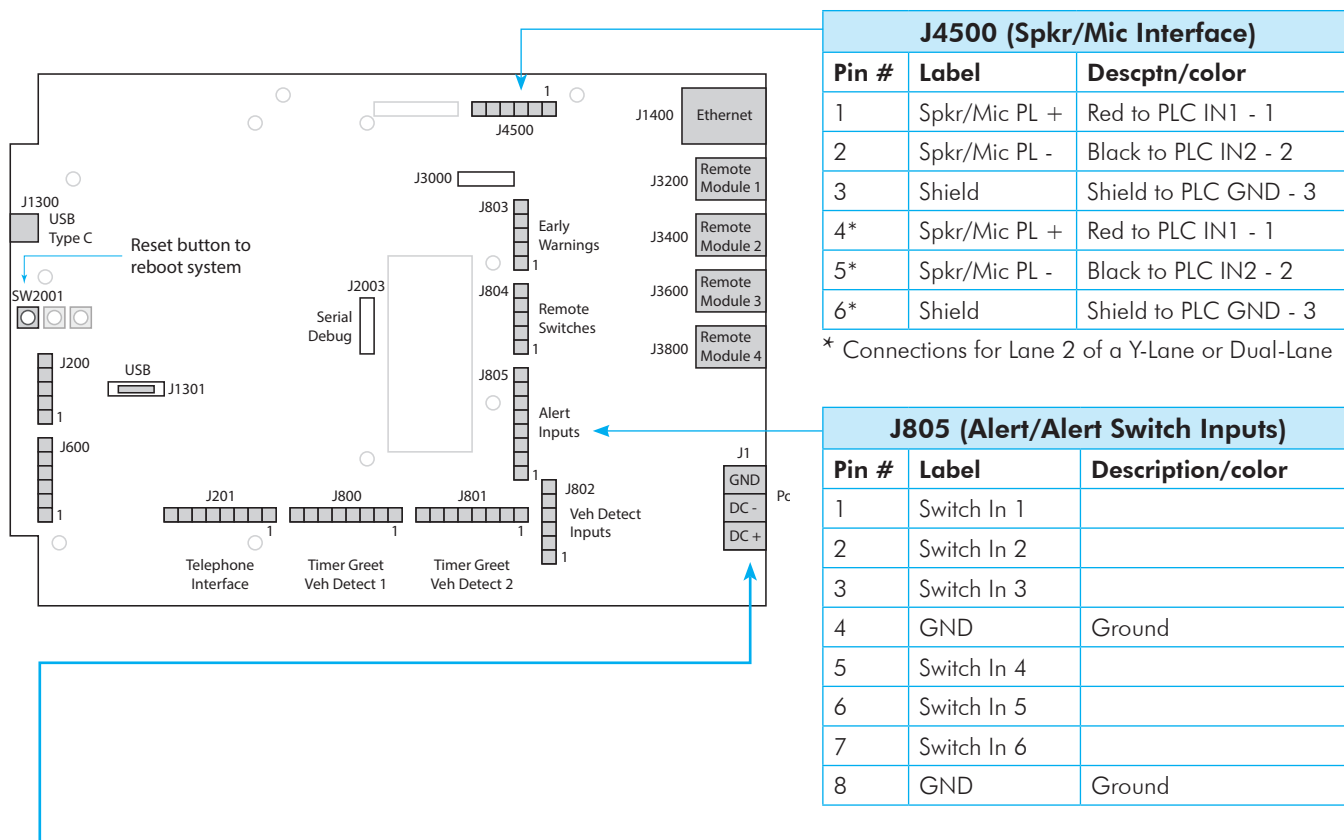 J4500 (Spkr/Mic Interface)
Pin # Label Descptn/color
1 Spkr/Mic PL + Red to PLC IN1 - 1
2 Spkr/Mic PL - Black to PLC IN2 - 2
3 Shield Shield to PLC GND - 3
4* Spkr/Mic PL + Red to PLC IN1 - 1
5* Spkr/Mic PL - Black to PLC IN2 - 2
6* Shield Shield to PLC GND - 3
* Connections for Lane 2 of a Y-Lane or Dual-Lane
J805 (Alert/Alert Switch Inputs)
Pin # Label Description/color
1 Switch In 1
2 Switch In 2
3 Switch In 3
4 GND Ground
5 Switch In 4
6 Switch In 5
7 Switch In 6
8 GND Ground
1
J4500
J1400
Ethernet
J3000
J3200
Remote
Module 1
J1300
USB
Type C
Reset button to
reboot system
J803
Early
Warnings
1
J3400
Remote
Module 2
SW2001
J2003
Serial
Debug
J804
Remote
Switches
1
J3600
Remote
Module 3
J3800
Remote
Module 4
J200
1
USB
J1301
J805
Alert
Inputs
1
J600
1
J201
1
Telephone
Interface
J800
1
Timer Greet
Veh Detect 1
J801
1
Timer Greet
Veh Detect 2
J802
Veh Detect
Inputs
1
J1
GND
DC -
DC +
Pc